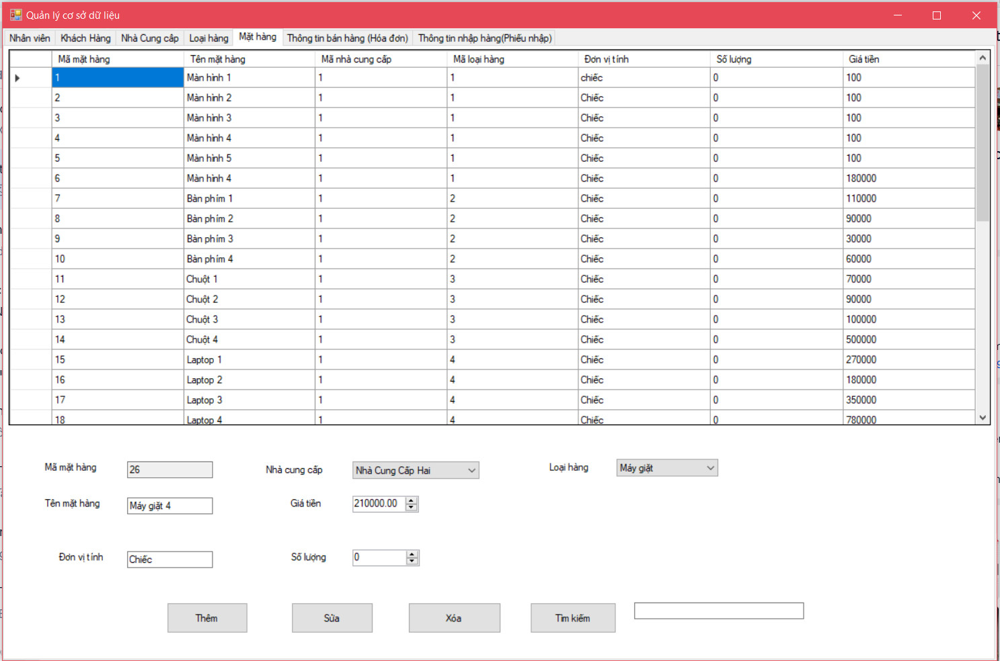 Quản lý cơ sở dữ liệu
Nhân viên Khách Hàng Nhà Cung cấp Loại hàng Mặt hàng Thông tin bán hàng (Hóa đơn) Thông tin nhập hàng(Phiếu nhập)
Mã mặt hàng Tên mặt hàng Mã nhà cung cấp Mã loại hàng Đơn vị tính Số lượng Giá tiền
1 Màn hình 1 1 1 chiếc 0 100
2 Màn hình 2 1 1 Chiếc 0 100
3 Màn hình 3 1 1 Chiếc 0 100
4 Màn hình 4 1 1 Chiếc 0 100
5 Màn hình 5 1 1 Chiếc 0 100
6 Màn hình 4 1 1 Chiếc 0 180000
7 Bàn phím 1 1 2 Chiếc 0 110000
8 Bàn phím 2 1 2 Chiếc 0 90000
9 Bàn phím 3 1 2 Chiếc 0 30000
10 Bàn phím 4 1 2 Chiếc 0 60000
11 Chuột 1 1 3 Chiếc 0 70000
12 Chuột 2 1 3 Chiếc 0 90000
13 Chuột 3 1 3 Chiếc 0 100000
14 Chuột 4 1 3 Chiếc 0 500000
15 Laptop 1 1 4 Chiếc 0 270000
16 Laptop 2 1 4 Chiếc 0 180000
17 Laptop 3 1 4 Chiếc 0 350000
18 Laptop 4 1 4 Chiếc 0 780000
Mã mặt hàng 26 Nhà cung cấp Nhà Cung Cấp Hai Loại hàng Máy giặt
Tên mặt hàng Máy giặt 4 Giá tiền 210000.00
Đơn vị tính Chiếc Số lượng 0
Thêm Sửa Xóa Tìm kiếm